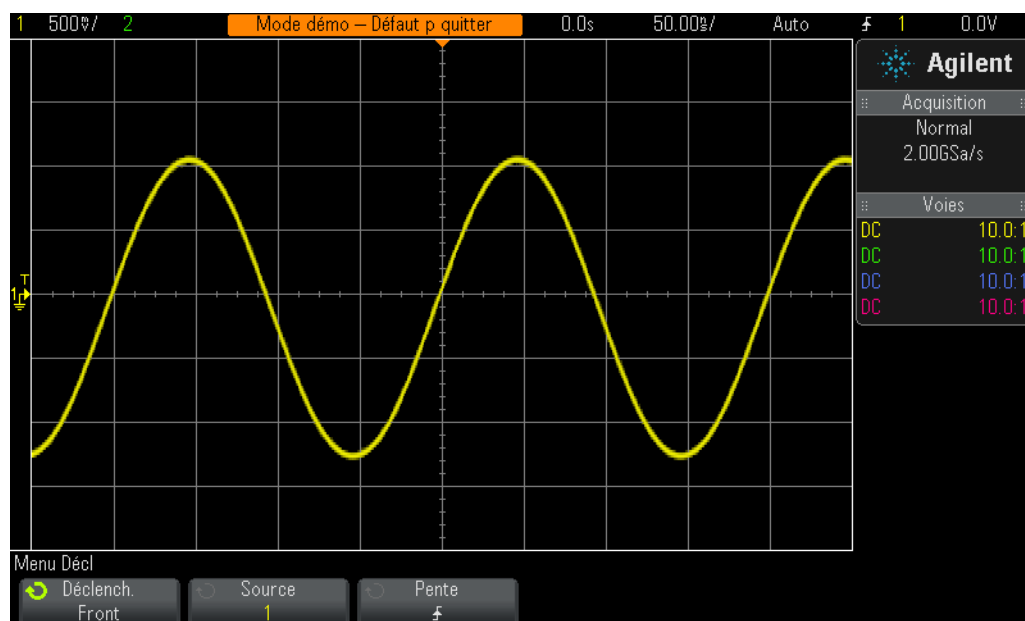 1 500mV/ 2 Mode démo – Défaut p quitter 0.0s 50.00us/ Auto 1 0.0V
Agilent
Acquisition
Normal
2.00GSa/s
Voies
DC 10.0:1
DC 10.0:1
DC 10.0:1
DC 10.0:1
T
1
Menu Décl
Déclench. Source Pente
Front 1